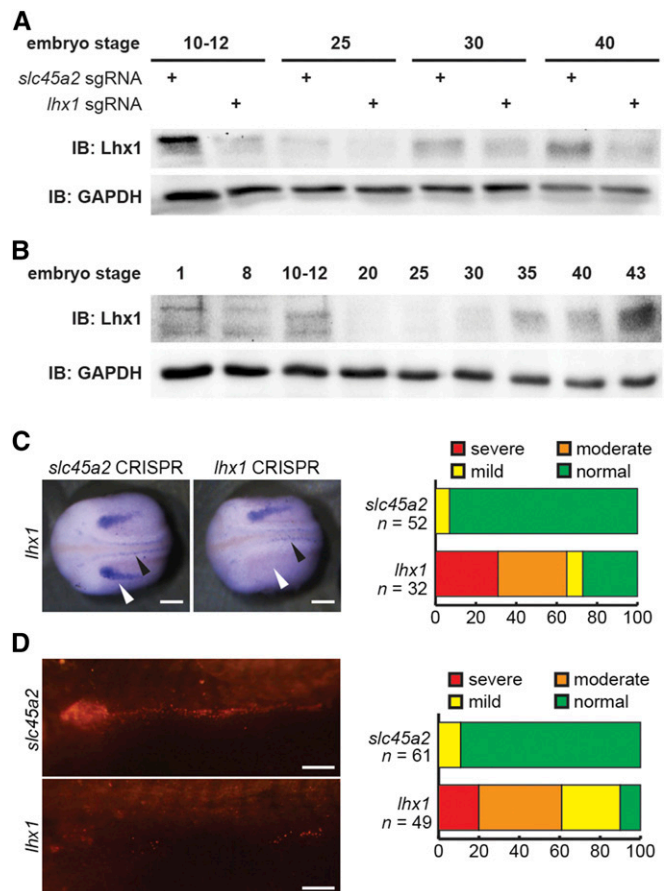 A
embryo stage 10-12 25 30 40
slc45a2 sgRNA + + + +
lhx1 sgRNA + + + +
IB: Lhx1
IB: GAPDH
B
embryo stage 1 8 10-12 20 25 30 35 40 43
IB: Lhx1
IB: GAPDH
C
slc45a2 CRISPR lhx1 CRISPR
lhx1
severe moderate
mild normal
slc45a2
n = 52
lhx1
n = 32
0 20 40 60 80 100
D
slc45a2
lhx1
severe moderate
mild normal
slc45a2
n = 61
lhx1
n = 49
0 20 40 60 80 100